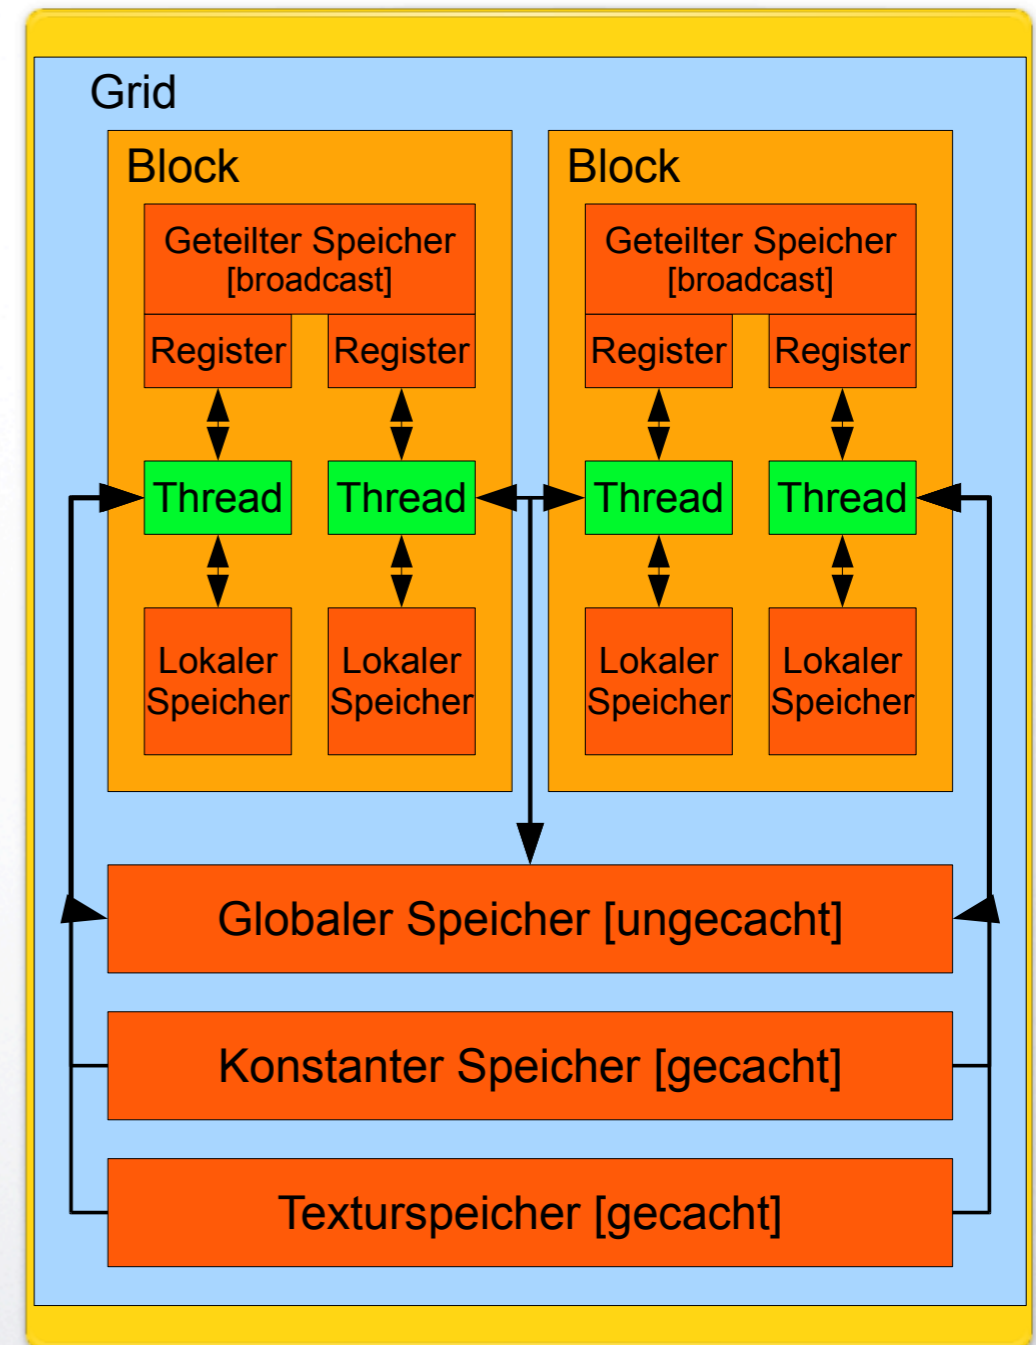 Grid
Block
Geteilter Speicher
[broadcast]
Register
Register
Thread
Thread
Lokaler
Speicher
Lokaler
Speicher
Block
Geteilter Speicher
[broadcast]
Register
Register
Thread
Thread
Lokaler
Speicher
Lokaler
Speicher
Globaler Speicher [ungecacht]
Konstanter Speicher [gecacht]
Texturspeicher [gecacht]